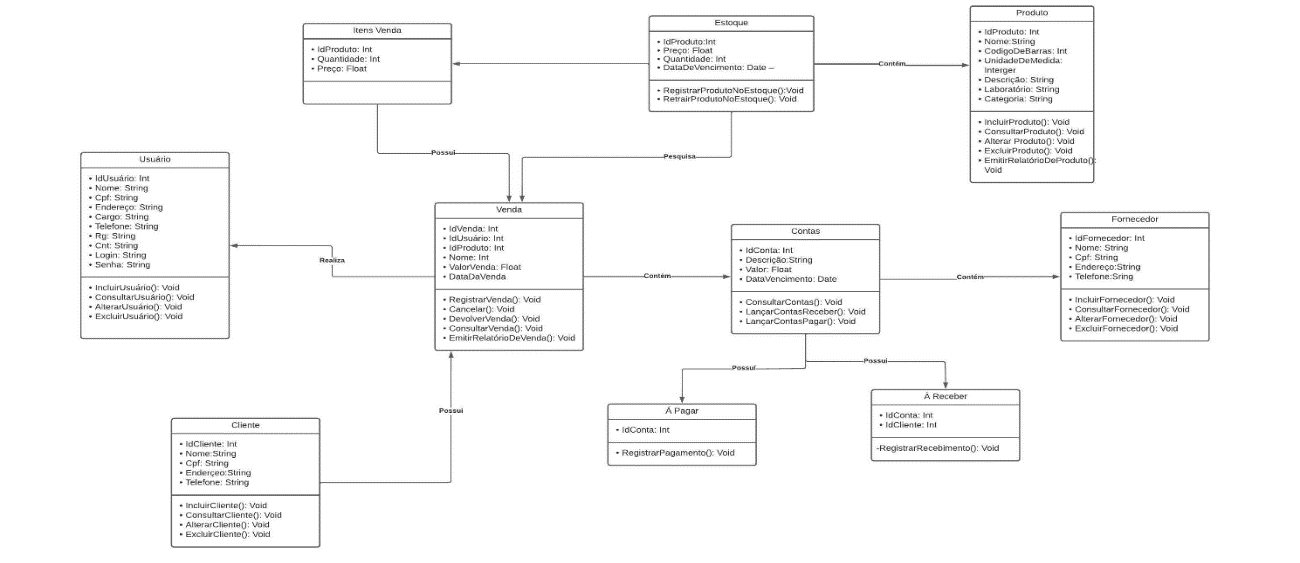 Itens Venda
• IdProduto: Int
• Quantidade: Int
• Preço: Float
Estoque
• IdProduto:Int
• Preço: Float
• Quantidade: Int
• DataDeVencimento: Date –
• RegistrarProdutoNoEstoque():Void
• RetrairProdutoNoEstoque(): Void
Contém
Produto
• IdProduto: Int
• Nome:String
• CodigoDeBarras: Int
• UnidadeDeMedida:
Interger
• Descrição: String
• Laboratório: String
• Categoria: String
• IncluirProduto(): Void
• ConsultarProduto(): Void
• Alterar Produto(): Void
• ExcluirProduto(): Void
• EmitirRelatórioDeProduto():
Void
Possui
Pesquisa
Usuário
• IdUsuário: Int
• Nome: String
• Cpf: String
• Endereço: String
• Cargo: String
• Telefone: String
• Rg: String
• Cnt: String
• Login: String
• Senha: String
• IncluirUsuário(): Void
• ConsultarUsuário(): Void
• AlterarUsuário(): Void
• ExcluirUsuário(): Void
Realiza
Venda
• IdVenda: Int
• IdUsuário: Int
• IdProduto: Int
• Nome: Int
• ValorVenda: Float
• DataDaVenda
• RegistrarVenda(): Void
• Cancelar(): Void
• DevolverVenda(): Void
• ConsultarVenda(): Void
• EmitirRelatórioDeVenda(): Void
Contém
Contas
• IdConta: Int
• Descrição:String
• Valor: Float
• DataVencimento: Date
• ConsultarContas(): Void
• LançarContasReceber(): Void
• LançarContasPagar(): Void
Contém
Fornecedor
• IdFornecedor: Int
• Nome: String
• Cpf: String
• Endereço:String
• Telefone:Sring
• IncluirFornecedor(): Void
• ConsultarFornecedor(): Void
• AlterarFornecedor(): Void
• ExcluirFornecedor(): Void
Possui
Possui
Possui
Cliente
• IdCliente: Int
• Nome:String
• Cpf: String
• Enderçeo:String
• Telefone: String
• IncluirCliente(): Void
• ConsultarCliente(): Void
• AlterarCliente(): Void
• ExcluirCliente(): Void
Á Pagar
• IdConta: Int
• RegistrarPagamento(): Void
Á Receber
• IdConta: Int
• IdCliente: Int
-RegistrarRecebimento(): Void